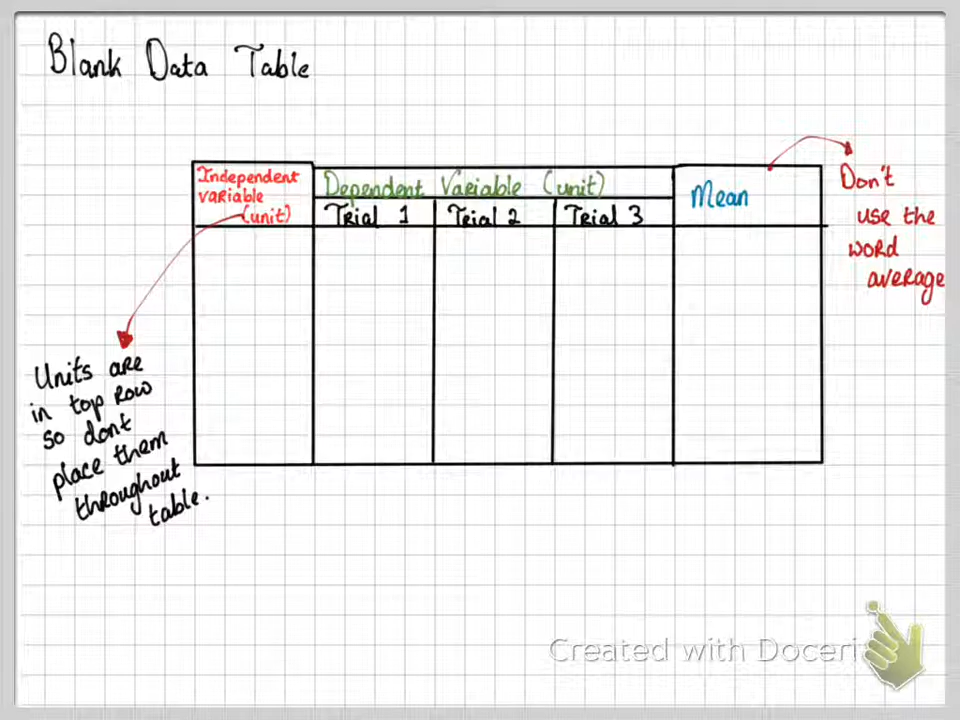 Blank Data Table
Independent
variable
(unit)
Dependent Variable (unit)
Mean
Trial 1 Trial 2 Trial 3
Don't
use the
word
average
Units are
in top row
so dont
place them
throughout
table.
Created with Doceri